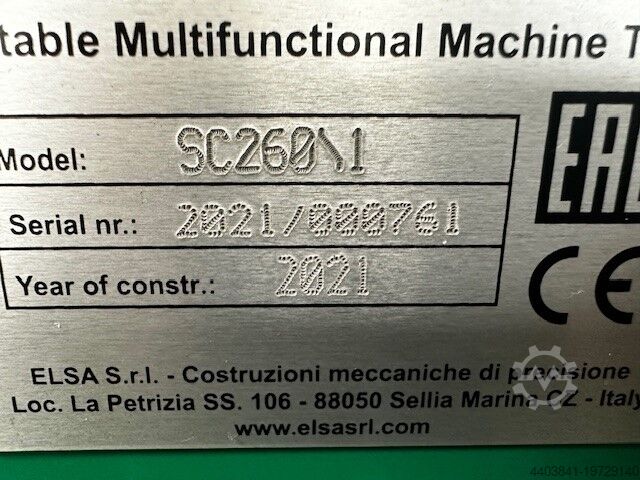 table Multifunctional Machine T
Model: SC260\1
Serial nr.: 2021/000761
Year of constr.: 2021
EAC
CE
ELSA S.r.l. - Costruzioni meccaniche di precisione
Loc. La Petrizia SS. 106 - 88050 Sellia Marina CZ - Italy
www.elsasrl.com
4403841-19729140